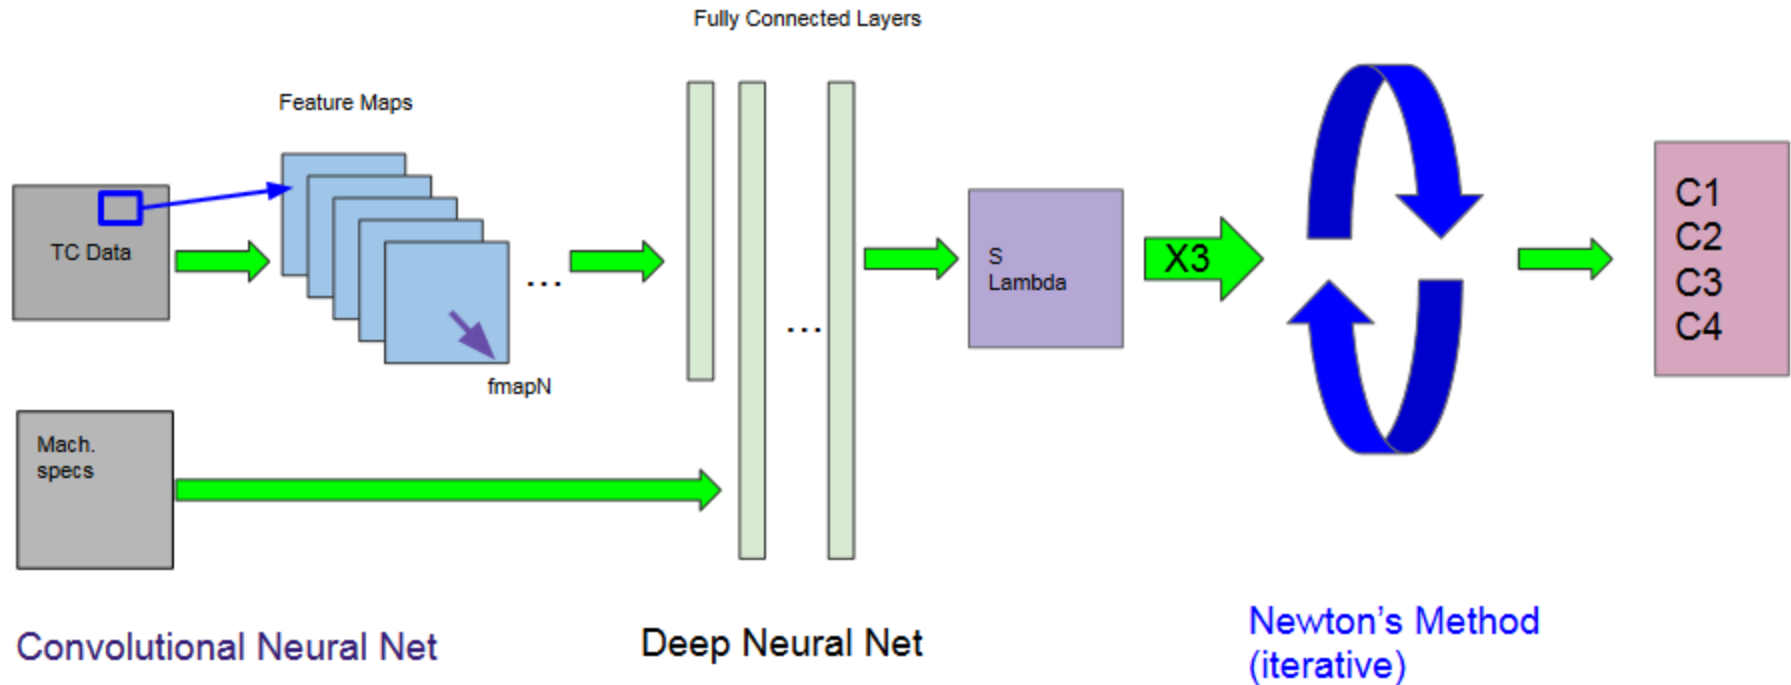 Fully Connected Layers
Feature Maps
TC Data
...
fmapN
Mach.
specs
...
S
Lambda
X3
C1
C2
C3
C4
Convolutional Neural Net
Deep Neural Net
Newton's Method
(iterative)